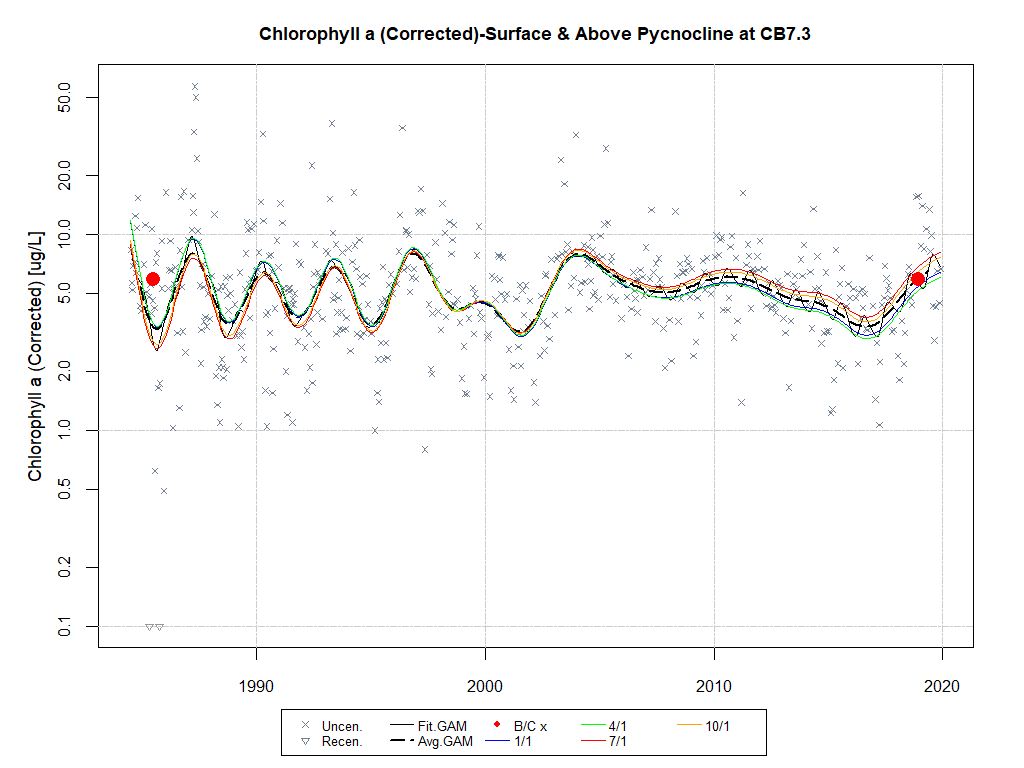 Chlorophyll a (Corrected)-Surface & Above Pycnocline at CB7.3
Chlorophyll a (Corrected) [ug/L]
50.0
20.0
10.0
5.0
2.0
1.0
0.5
0.2
0.1
1990 2000 2010 2020
Uncen. Fit.GAM B/C x 4/1 10/1
Recen. Avg.GAM 1/1 7/1